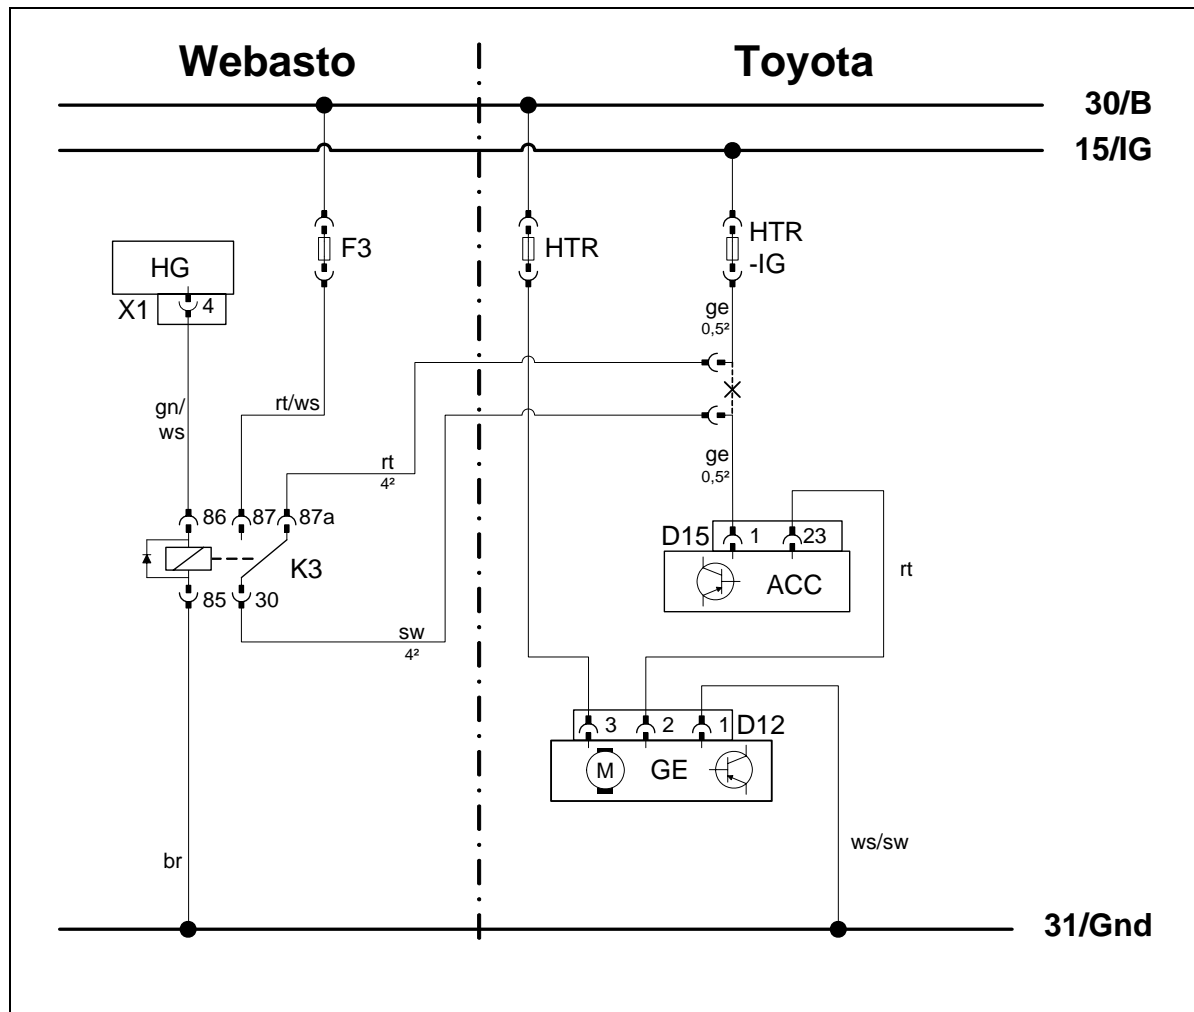 Webasto
Toyota
30/B
15/IG
F3
HTR
HTR
-IG
HG
X1
4
ge
0,5²
gn/
ws
rt/ws
rt
4²
ge
0,5²
86
87
87a
D15
1
23
K3
ACC
rt
85
30
sw
4²
3
2
1
D12
M
GE
ws/sw
br
31/Gnd